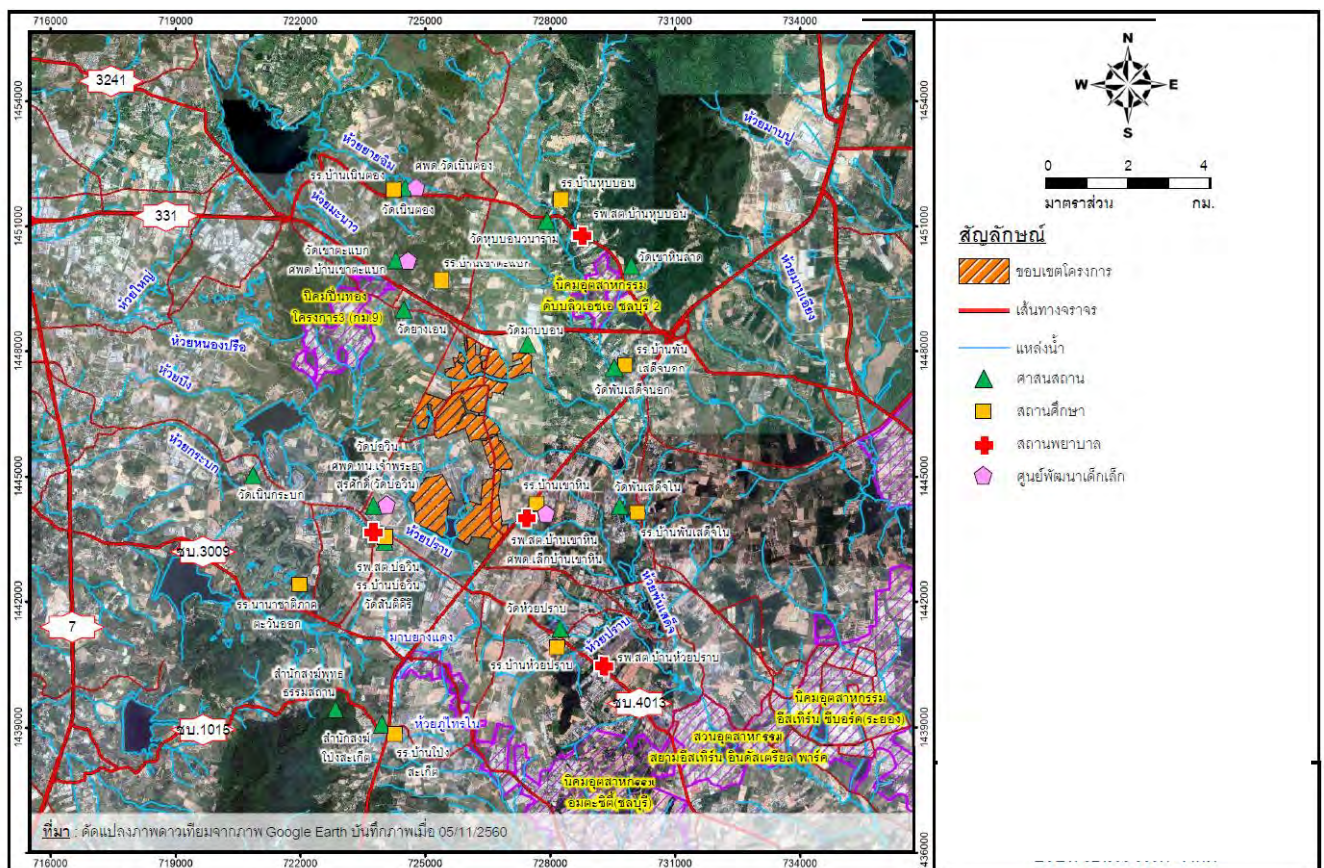 716000 719000 722000 725000 728000 731000 734000
N
W E
S
0 2 4
มาตราส่วน กม.
สัญลักษณ์
ขอบเขตโครงการ
เส้นทางจราจร
แหล่งน้ำ
ศาสนสถาน
สถานศึกษา
สถานพยาบาล
ศูนย์พัฒนาเด็กเล็ก
1454000
1454000
3241
ห้วยมาบปู
ห้วยยายฉิม
ศพด.วัดเนินตอง
รร.บ้านเนินตอง
รร.บ้านหุบบอน
วัดเนินตอง
ห้วยมะนาว
331
1451000
1451000
รพ.สต.บ้านหุบบอน
วัดหุบบอนวนาราม
วัดเขาตะแบก
ศพด.บ้านเขาตะแบก
รร.บ้านเขาตะแบก
วัดเขาหินลาด
ห้วยมาบเอียง
ห้วยใหญ่
นิคมปิ่นทอง
โครงการ3 (กม.9)
นิคมอุตสาหกรรม
ดับบลิวเอชเอ ชลบุรี 2
วัดยางเอน
วัดมาบบอน
ห้วยหนองปรือ
1448000
1448000
รร.บ้านพัน
เสด็จนอก
วัดพันเสด็จนอก
ห้วยบึง
ห้วยกระบก
วัดบ่อวิน
ศพด.ทน.เจ้าพระยา
สุรศักดิ์(วัดบ่อวิน)
1445000
1445000
วัดเนินกระบก
รร.บ้านเขาหิน
วัดพันเสด็จใน
รร.บ้านพันเสด็จใน
ห้วยปราบ
รพ.สต.บ้านเขาหิน
ศพด.เล็กบ้านเขาหิน
ชบ.3009
รพ.สต.บ่อวิน
รร.บ้านบ่อวิน
วัดสันติคีรี
รร.นานาชาติภาค
ตะวันออก
ห้วยพันเสด็จ
1442000
1442000
วัดห้วยปราบ
7
มาบยางแดง
ห้วยปราบ
รร.บ้านห้วยปราบ
รพ.สต.บ้านห้วยปราบ
สำนักสงฆ์พุทธ
ธรรมสถาน
ชบ.4013
นิคมอุตสาหกรรม
อีสเทิร์น ซีบอร์ด(ระยอง)
1439000
1439000
ชบ.1015
ห้วยภูไทรใน
สำนักสงฆ์
โป่งสะเก็ต
รร.บ้านโป่ง
สะเก็ต
สวนอุตสาหกรรม
สยามอีสเทิร์น อินดัสเตรียล พาร์ค
นิคมอุตสาหกรรม
อมตะซิตี้(ชลบุรี)
ที่มา : ดัดแปลงภาพดาวเทียมจากภาพ Google Earth บันทึกภาพเมื่อ 05/11/2560
1436000
716000 719000 722000 725000 728000 731000 734000